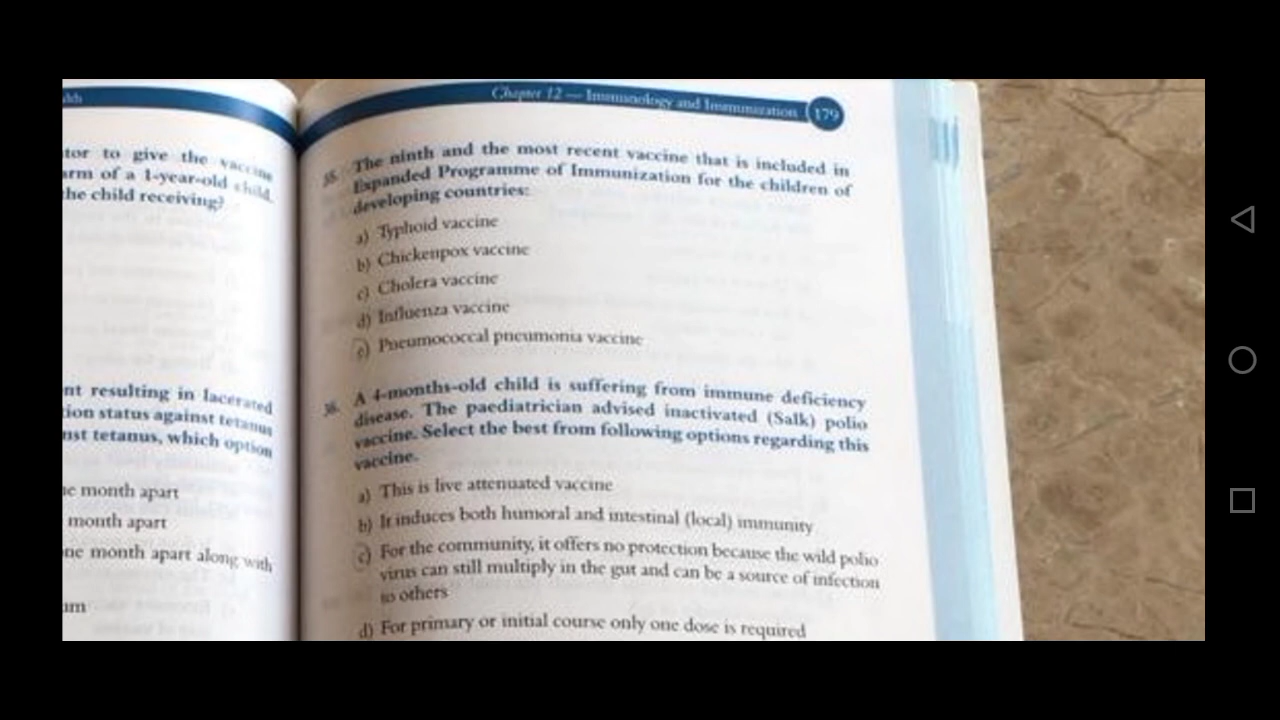 Chapter 12 — Immunology and Immunization 179
tor to give the vaccine
arm of a 1-year-old child.
the child receiving?
nt resulting in lacerated
tion status against tetanus
nst tetanus, which option
ne month apart
month apart
one month apart along with
um
35. The ninth and the most recent vaccine that is included in
Expanded Programme of Immunization for the children of
developing countries:
a) Typhoid vaccine
b) Chickenpox vaccine
c) Cholera vaccine
d) Influenza vaccine
e) Pneumococcal pneumonia vaccine
36. A 4-months-old child is suffering from immune deficiency
disease. The paediatrician advised inactivated (Salk) polio
vaccine. Select the best from following options regarding this
vaccine.
a) This is live attenuated vaccine
b) It induces both humoral and intestinal (local) immunity
c) For the community, it offers no protection because the wild polio
virus can still multiply in the gut and can be a source of infection
to others
d) For primary or initial course only one dose is required